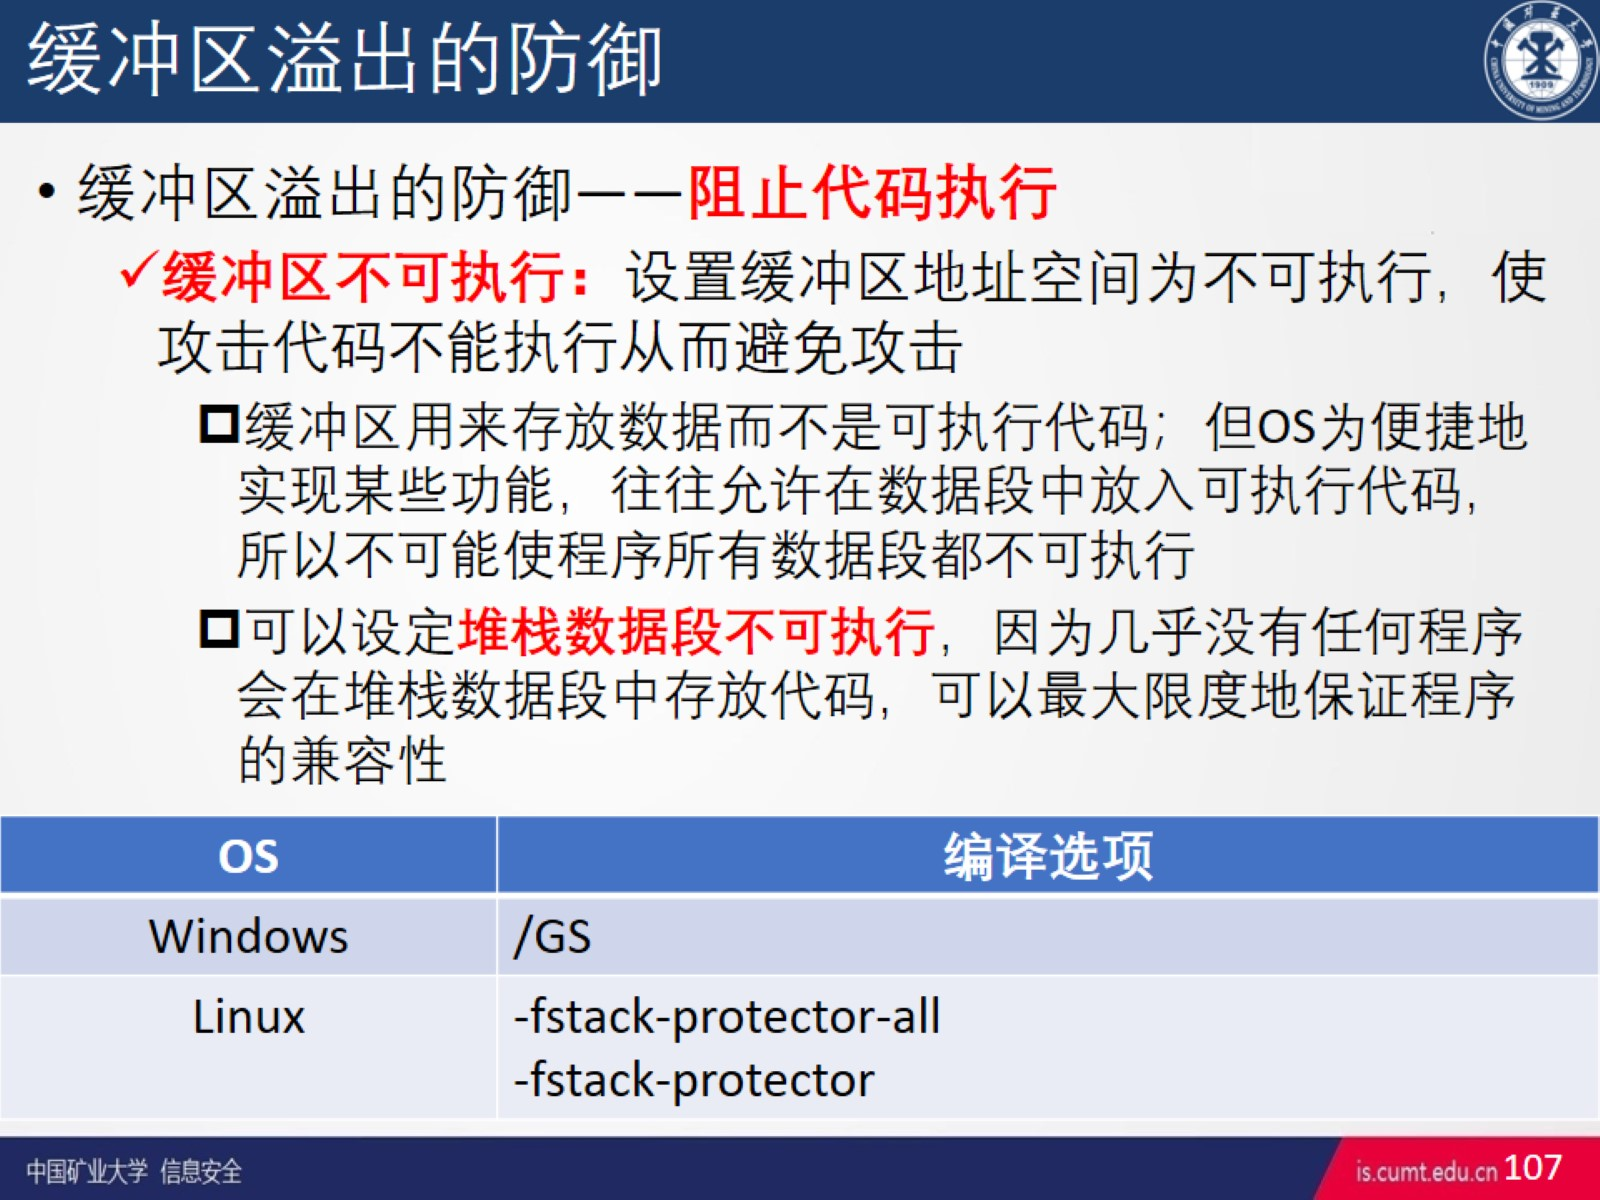 缓冲区溢出的防御
• 缓冲区溢出的防御——阻止代码执行
✓缓冲区不可执行：设置缓冲区地址空间为不可执行，使
攻击代码不能执行从而避免攻击
❑缓冲区用来存放数据而不是可执行代码；但OS为便捷地
实现某些功能，往往允许在数据段中放入可执行代码，
所以不可能使程序所有数据段都不可执行
❑可以设定堆栈数据段不可执行，因为几乎没有任何程序
会在堆栈数据段中存放代码，可以最大限度地保证程序
的兼容性
OS 编译选项
Windows /GS
Linux -fstack-protector-all
-fstack-protector
中国矿业大学 信息安全
is.cumt.edu.cn 107
CHINA UNIVERSITY OF MINING AND TECHNOLOGY
1909